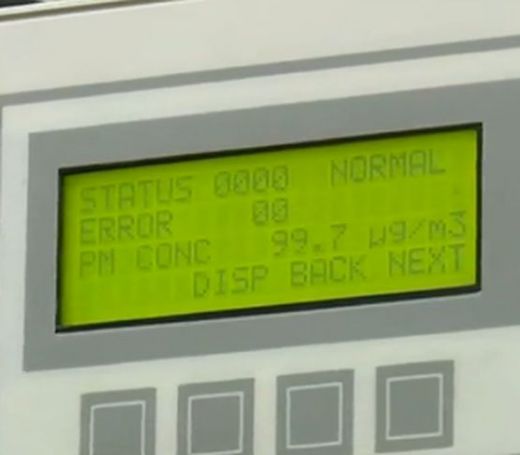 STATUS 0000 NORMAL
ERROR 00
PM CONC 99.7 µg/m3
DISP BACK NEXT